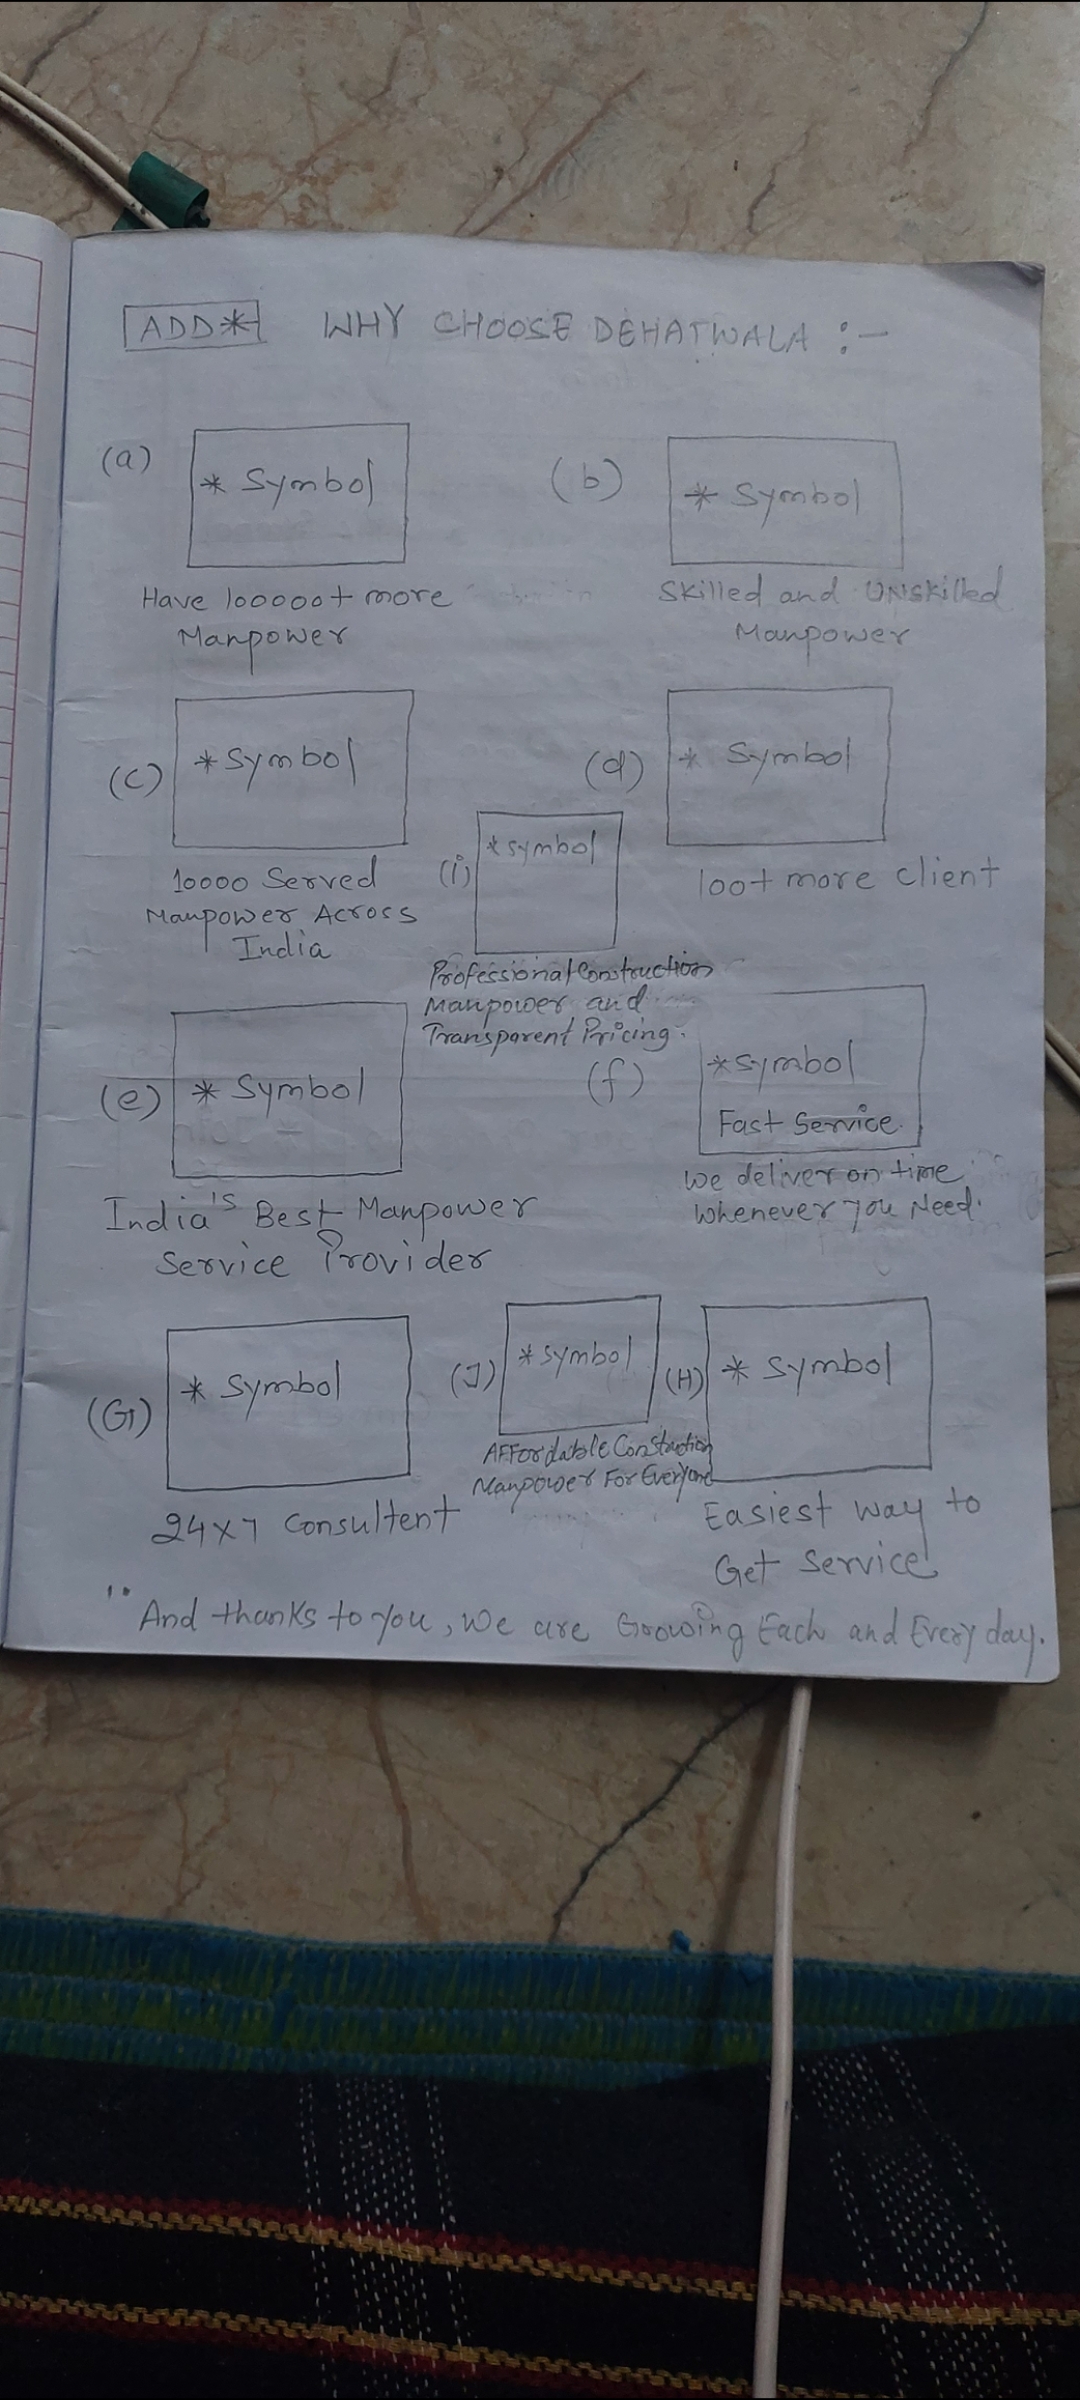 ADD* WHY CHOOSE DEHATWALA :-
(a) * Symbol
Have 100000+ more
Manpower
(b) * Symbol
Skilled and UNSkilled
Manpower
(c) * Symbol
10000 Served
Manpower Across
India
(d) * Symbol
100+ more client
(i) * symbol
Professional Construction
Manpower and
Transparent Pricing.
(e) * Symbol
India's Best Manpower
Service Provider
(f) * Symbol
Fast Service.
We deliver on time
Whenever you Need.
(G) * Symbol
24x7 Consultent
(J) * Symbol
AFFordable Constraction
Manpower For Everyone
(H) * Symbol
Easiest way to
Get Service
"And thanks to you, We are Growing Each and Every day.